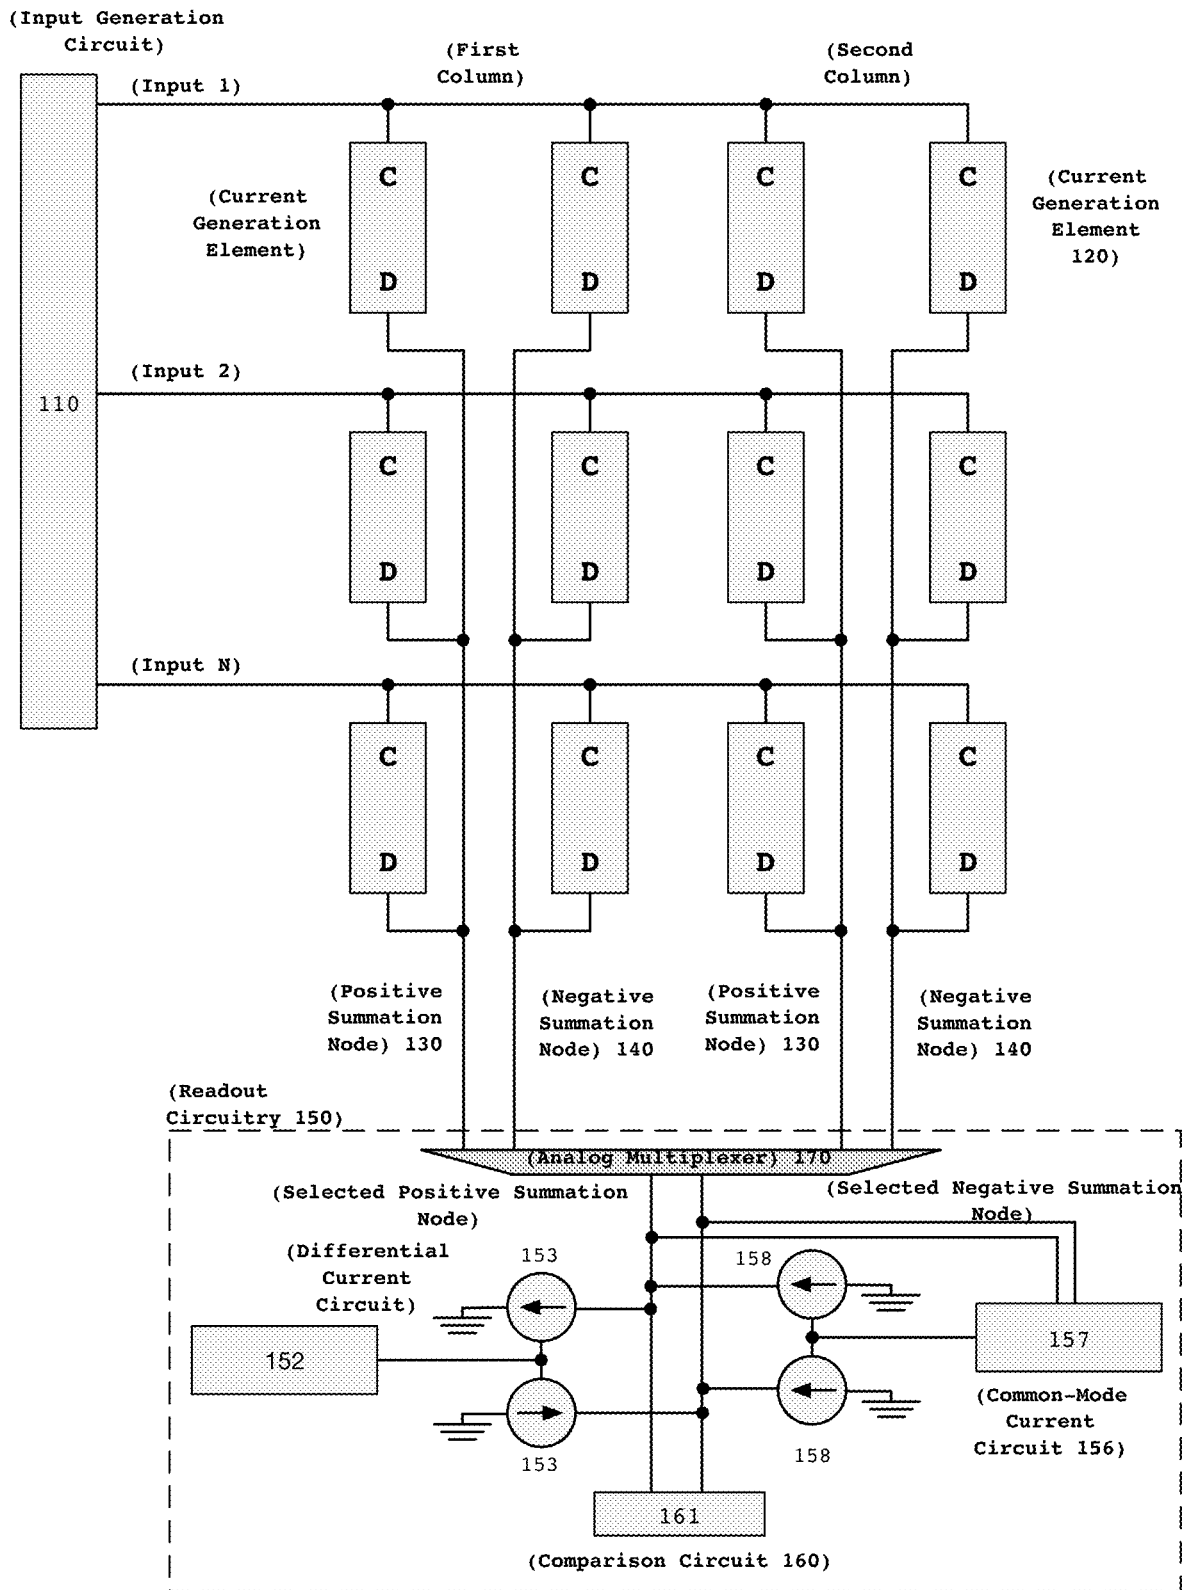 (Input Generation
Circuit)
(First
Column)
(Second
Column)
(Input 1)
C
C
C
C
(Current
Generation
Element)
(Current
Generation
Element
120)
D
D
D
D
(Input 2)
110
C
C
C
C
D
D
D
D
(Input N)
C
C
C
C
D
D
D
D
(Positive
Summation
Node) 130
(Negative
Summation
Node) 140
(Positive
Summation
Node) 130
(Negative
Summation
Node) 140
(Readout
Circuitry 150)
(Analog Multiplexer) 170
(Selected Positive Summation
Node)
(Selected Negative Summation
Node)
(Differential
Current
Circuit)
153
158
152
157
(Common-Mode
Current
Circuit 156)
153
158
161
(Comparison Circuit 160)